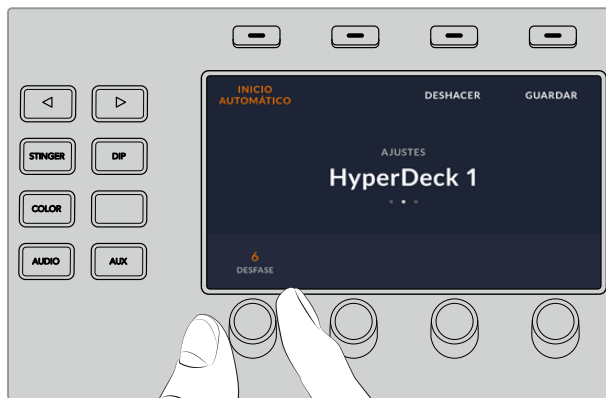 INICIO
AUTOMÁTICO
DESHACER
GUARDAR
AJUSTES
HyperDeck 1
6
DESFASE
STINGER
DIP
COLOR
AUDIO
AUX